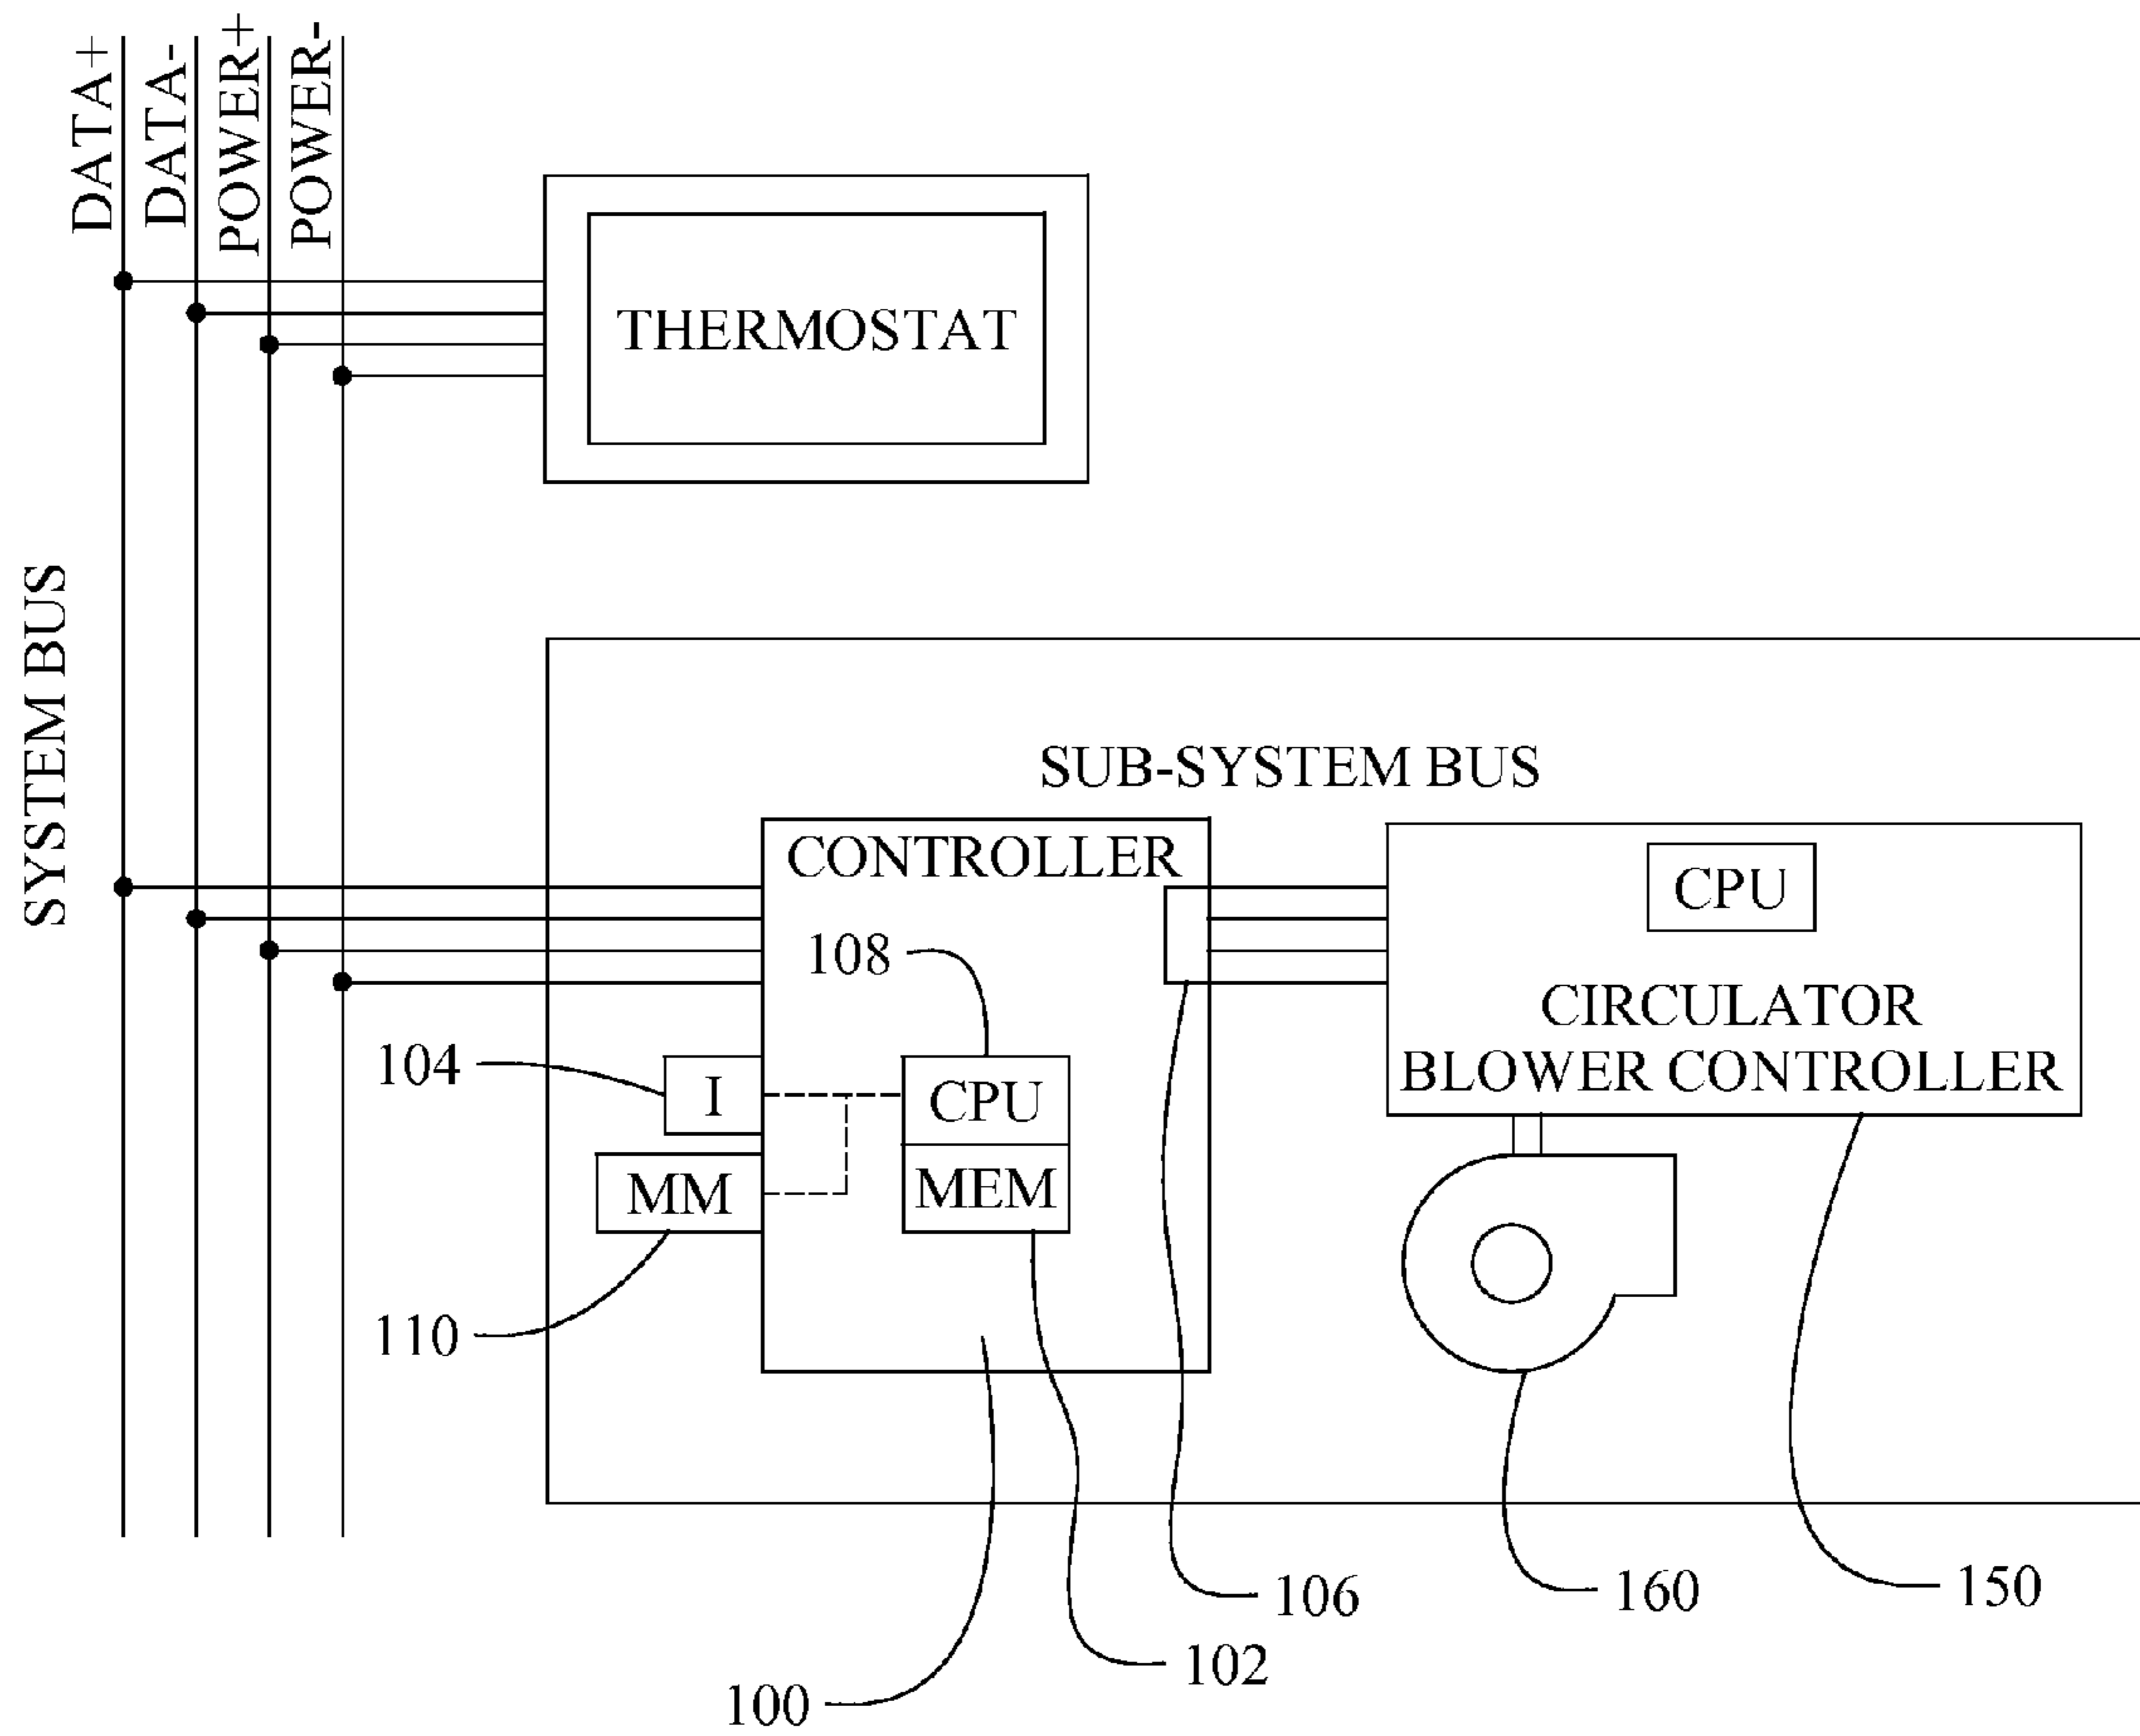 DATA+
DATA-
POWER+
POWER-
THERMOSTAT
SYSTEM BUS
SUB-SYSTEM BUS
CONTROLLER
CPU
108
CIRCULATOR
BLOWER CONTROLLER
104
I
CPU
MM
MEM
110
106
160
150
102
100